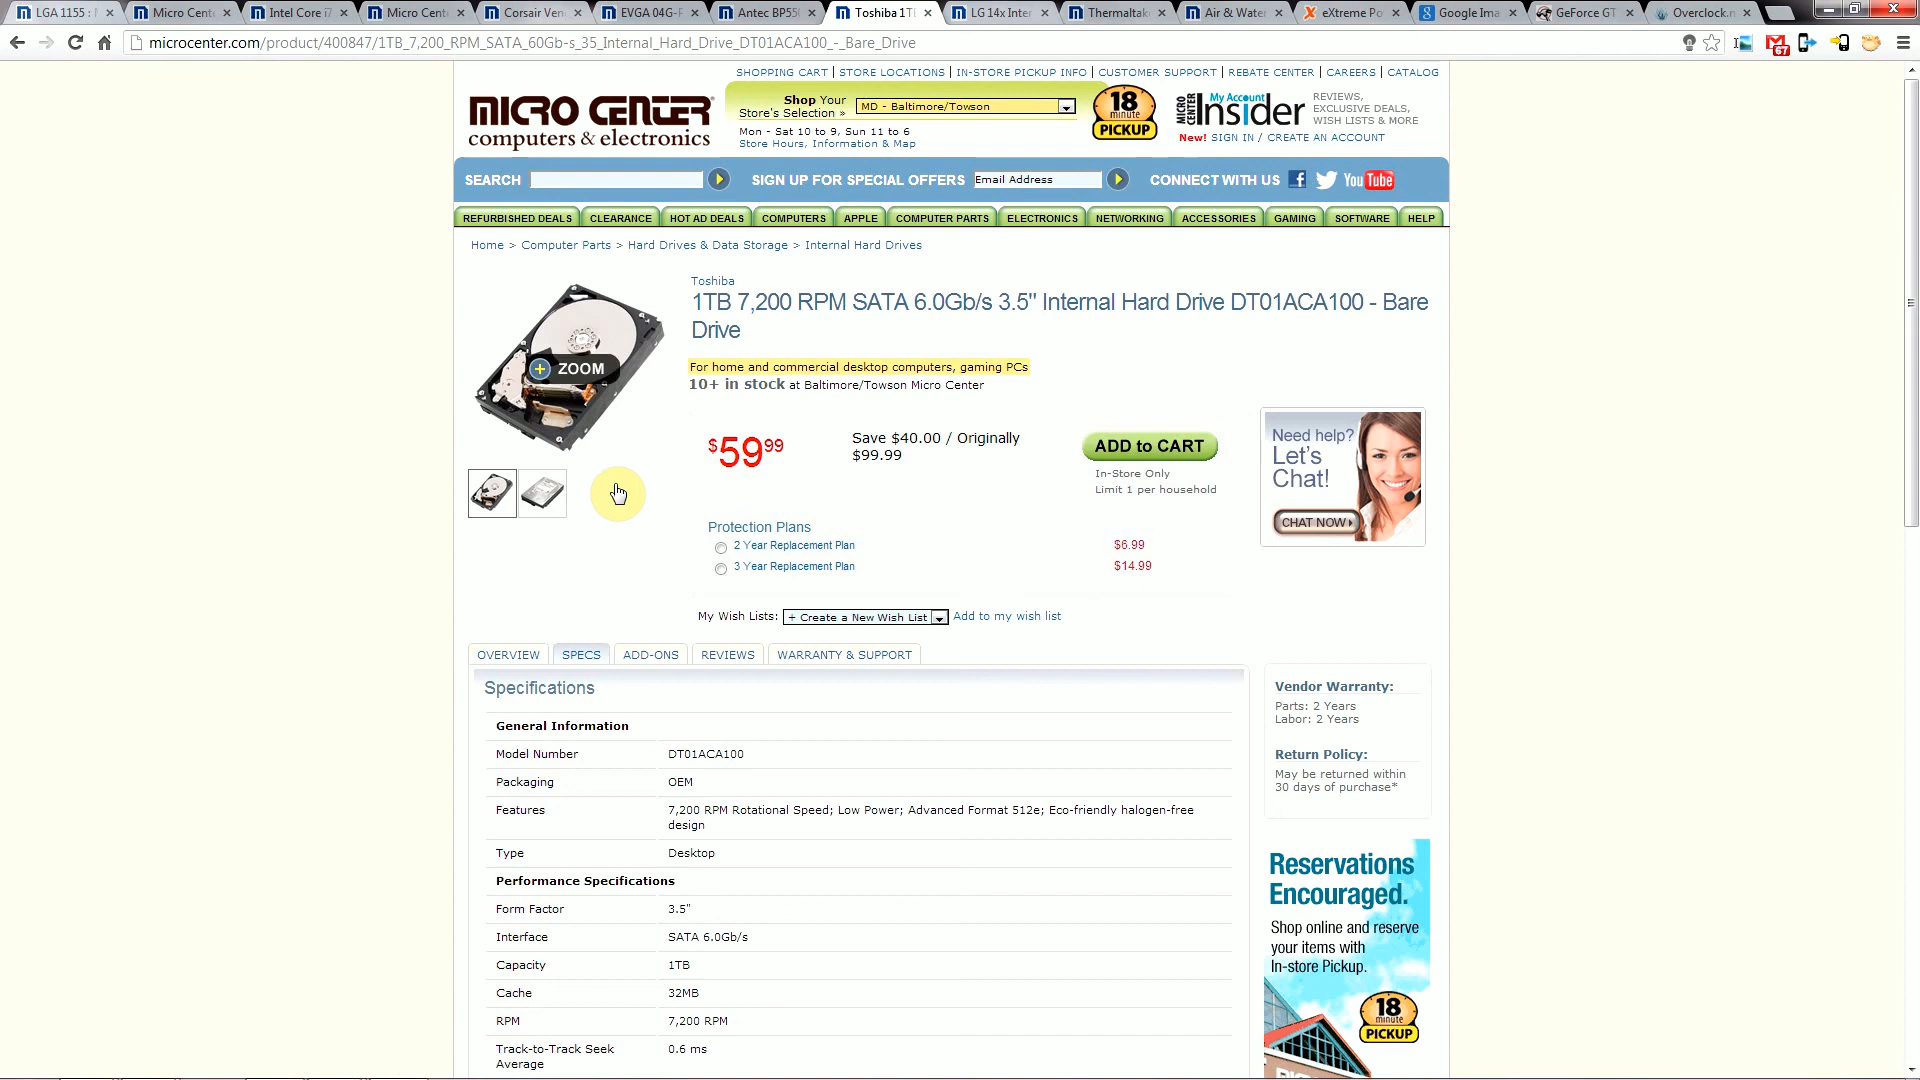 LGA 1155 : M
Micro Cente
Intel Core i7
Micro Cente
Corsair Ven
EVGA 04G-P
Antec BP550
Toshiba 1T
LG 14x Inter
Thermaltak
Air & Water
eXtreme Po
Google Ima
GeForce GT
Overclock.n
microcenter.com/product/400847/1TB_7,200_RPM_SATA_60Gb-s_35_Internal_Hard_Drive_DT01ACA100_-_Bare_Drive
67
SHOPPING CART | STORE LOCATIONS | IN-STORE PICKUP INFO | CUSTOMER SUPPORT | REBATE CENTER | CAREERS | CATALOG
MICRO CENTER
computers & electronics
Shop Your
Store's Selection »
MD - Baltimore/Towson
Mon - Sat 10 to 9, Sun 11 to 6
Store Hours, Information & Map
18
minute
PICKUP
MICRO CENTER
My Account
Insider
REVIEWS,
EXCLUSIVE DEALS,
WISH LISTS & MORE
New! SIGN IN / CREATE AN ACCOUNT
SEARCH
SIGN UP FOR SPECIAL OFFERS
Email Address
CONNECT WITH US
YouTube
REFURBISHED DEALS
CLEARANCE
HOT AD DEALS
COMPUTERS
APPLE
COMPUTER PARTS
ELECTRONICS
NETWORKING
ACCESSORIES
GAMING
SOFTWARE
HELP
Home > Computer Parts > Hard Drives & Data Storage > Internal Hard Drives
Toshiba
1TB 7,200 RPM SATA 6.0Gb/s 3.5" Internal Hard Drive DT01ACA100 - Bare
Drive
ZOOM
For home and commercial desktop computers, gaming PCs
10+ in stock at Baltimore/Towson Micro Center
$59.99
Save $40.00 / Originally
$99.99
ADD to CART
In-Store Only
Limit 1 per household
Need help?
Let's
Chat!
CHAT NOW
Protection Plans
2 Year Replacement Plan $6.99
3 Year Replacement Plan $14.99
My Wish Lists: + Create a New Wish List Add to my wish list
OVERVIEW
SPECS
ADD-ONS
REVIEWS
WARRANTY & SUPPORT
Specifications
General Information
Model Number DT01ACA100
Packaging OEM
Features 7,200 RPM Rotational Speed; Low Power; Advanced Format 512e; Eco-friendly halogen-free
design
Type Desktop
Performance Specifications
Form Factor 3.5"
Interface SATA 6.0Gb/s
Capacity 1TB
Cache 32MB
RPM 7,200 RPM
Track-to-Track Seek 0.6 ms
Average
Vendor Warranty:
Parts: 2 Years
Labor: 2 Years
Return Policy:
May be returned within
30 days of purchase*
Reservations
Encouraged.
Shop online and reserve
your items with
In-store Pickup.
18
minute
PICKUP